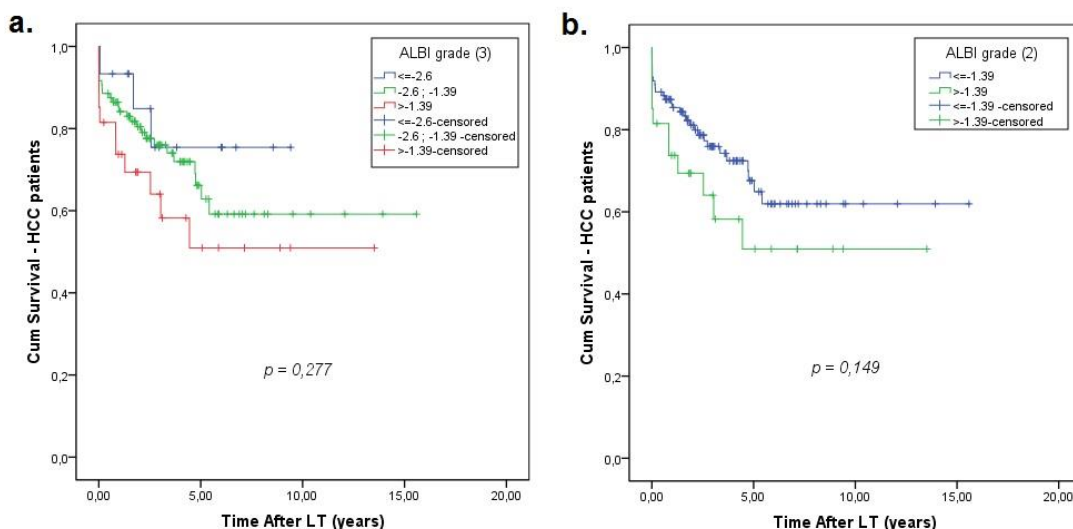 a.
Cum Survival - HCC patients
1,0
0,8
0,6
0,4
0,2
0,0
ALBI grade (3)
<=-2.6
-2.6 ; -1.39
>-1.39
<=-2.6-censored
-2.6 ; -1.39 -censored
>-1.39-censored
p = 0,277
0,00 5,00 10,00 15,00 20,00
Time After LT (years)
b.
Cum Survival - HCC patients
1,0
0,8
0,6
0,4
0,2
0,0
ALBI grade (2)
<=-1.39
>-1.39
<=-1.39 -censored
>-1.39-censored
p = 0,149
0,00 5,00 10,00 15,00 20,00
Time After LT (years)